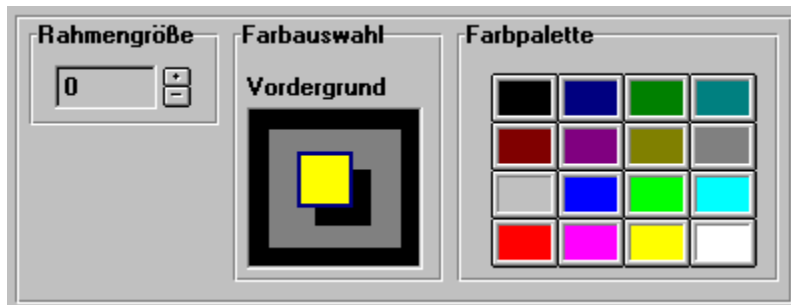 Rahmengröße
Farbauswahl
Farbpalette
0
+
−
Vordergrund